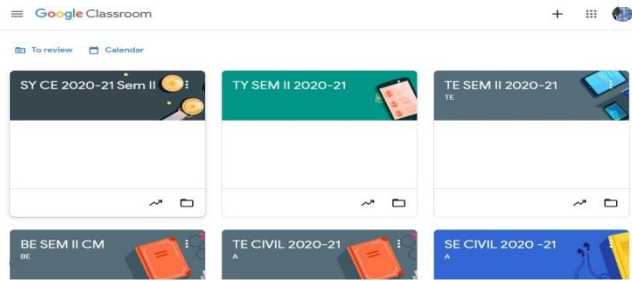 Google Classroom
To review Calendar
SY CE 2020-21 Sem II
TY SEM II 2020-21
TE SEM II 2020-21
TE
BE SEM II CM
BE
TE CIVIL 2020-21
A
SE CIVIL 2020 -21
A